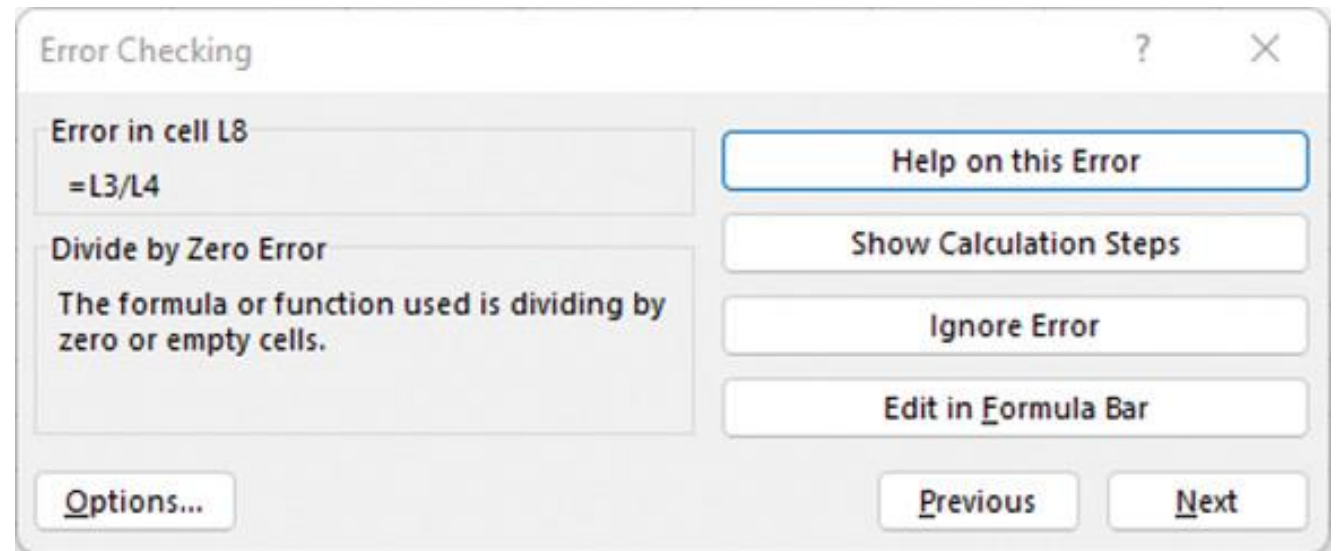 Error Checking
?
Error in cell L8
=L3/L4
Divide by Zero Error
The formula or function used is dividing by
zero or empty cells.
Help on this Error
Show Calculation Steps
Ignore Error
Edit in Formula Bar
Options...
Previous
Next